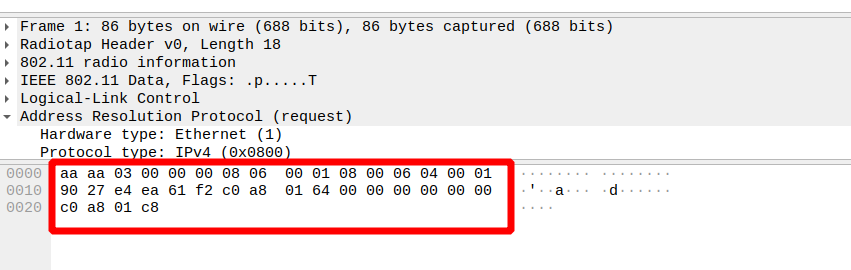 Frame 1: 86 bytes on wire (688 bits), 86 bytes captured (688 bits)
Radiotap Header v0, Length 18
802.11 radio information
IEEE 802.11 Data, Flags: .p.....T
Logical-Link Control
Address Resolution Protocol (request)
Hardware type: Ethernet (1)
Protocol type: IPv4 (0x0800)
0000 aa aa 03 00 00 00 08 06 00 01 08 00 06 04 00 01 ········ ········
0010 90 27 e4 ea 61 f2 c0 a8 01 64 00 00 00 00 00 00 ·'··a··· ·d······
0020 c0 a8 01 c8 ····